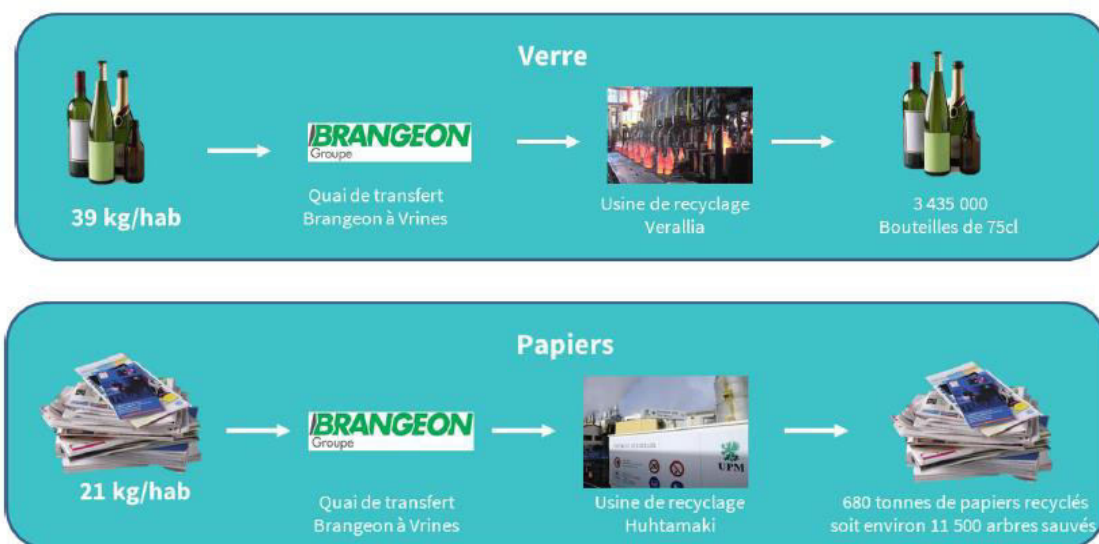 Verre
BRANGEON
Groupe
39 kg/hab
Quai de transfert
Brangeon à Vrines
Usine de recyclage
Verallia
3 435 000
Bouteilles de 75cl
Papiers
BRANGEON
Groupe
UPM
21 kg/hab
Quai de transfert
Brangeon à Vrines
Usine de recyclage
Huhtamaki
680 tonnes de papiers recyclés
soit environ 11 500 arbres sauvés